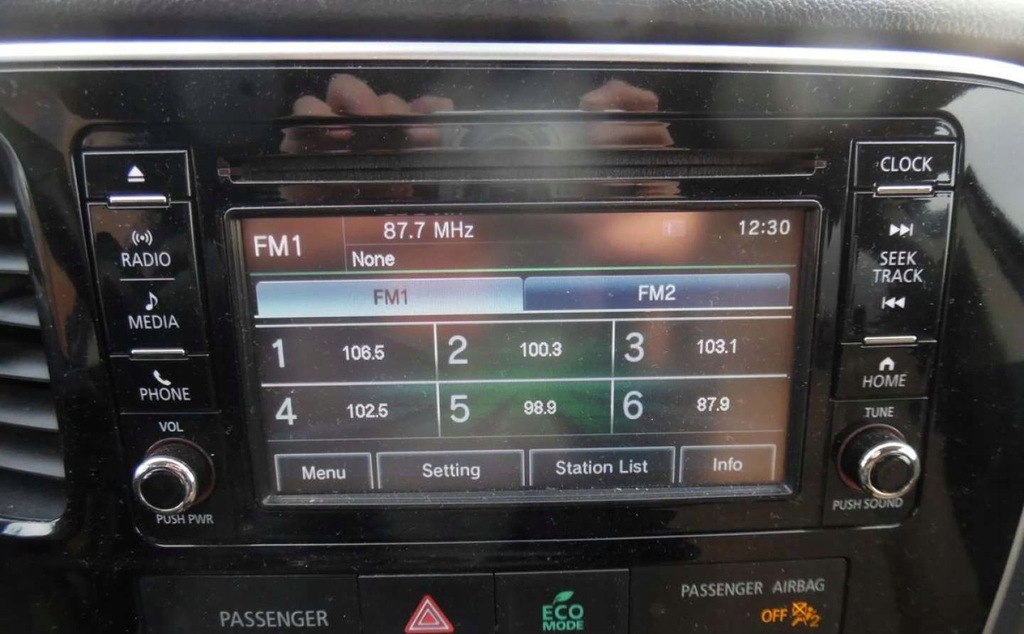 CLOCK
RADIO
MEDIA
PHONE
VOL
PUSH PWR
FM1
87.7 MHz
12:30
None
FM1
FM2
1 106.5
2 100.3
3 103.1
4 102.5
5 98.9
6 87.9
Menu
Setting
Station List
Info
SEEK
TRACK
HOME
TUNE
PUSH SOUND
PASSENGER
ECO
MODE
PASSENGER AIRBAG
OFF
2